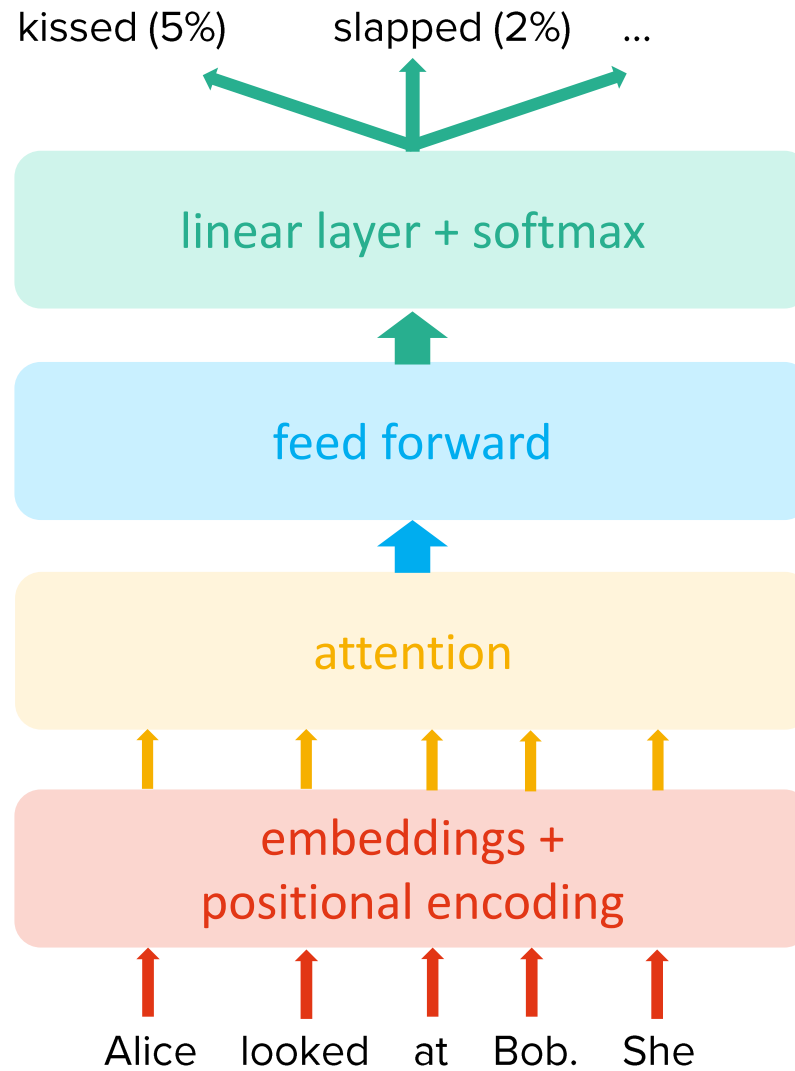 kissed (5%) slapped (2%) ...
linear layer + softmax
feed forward
attention
embeddings +
positional encoding
Alice looked at Bob. She